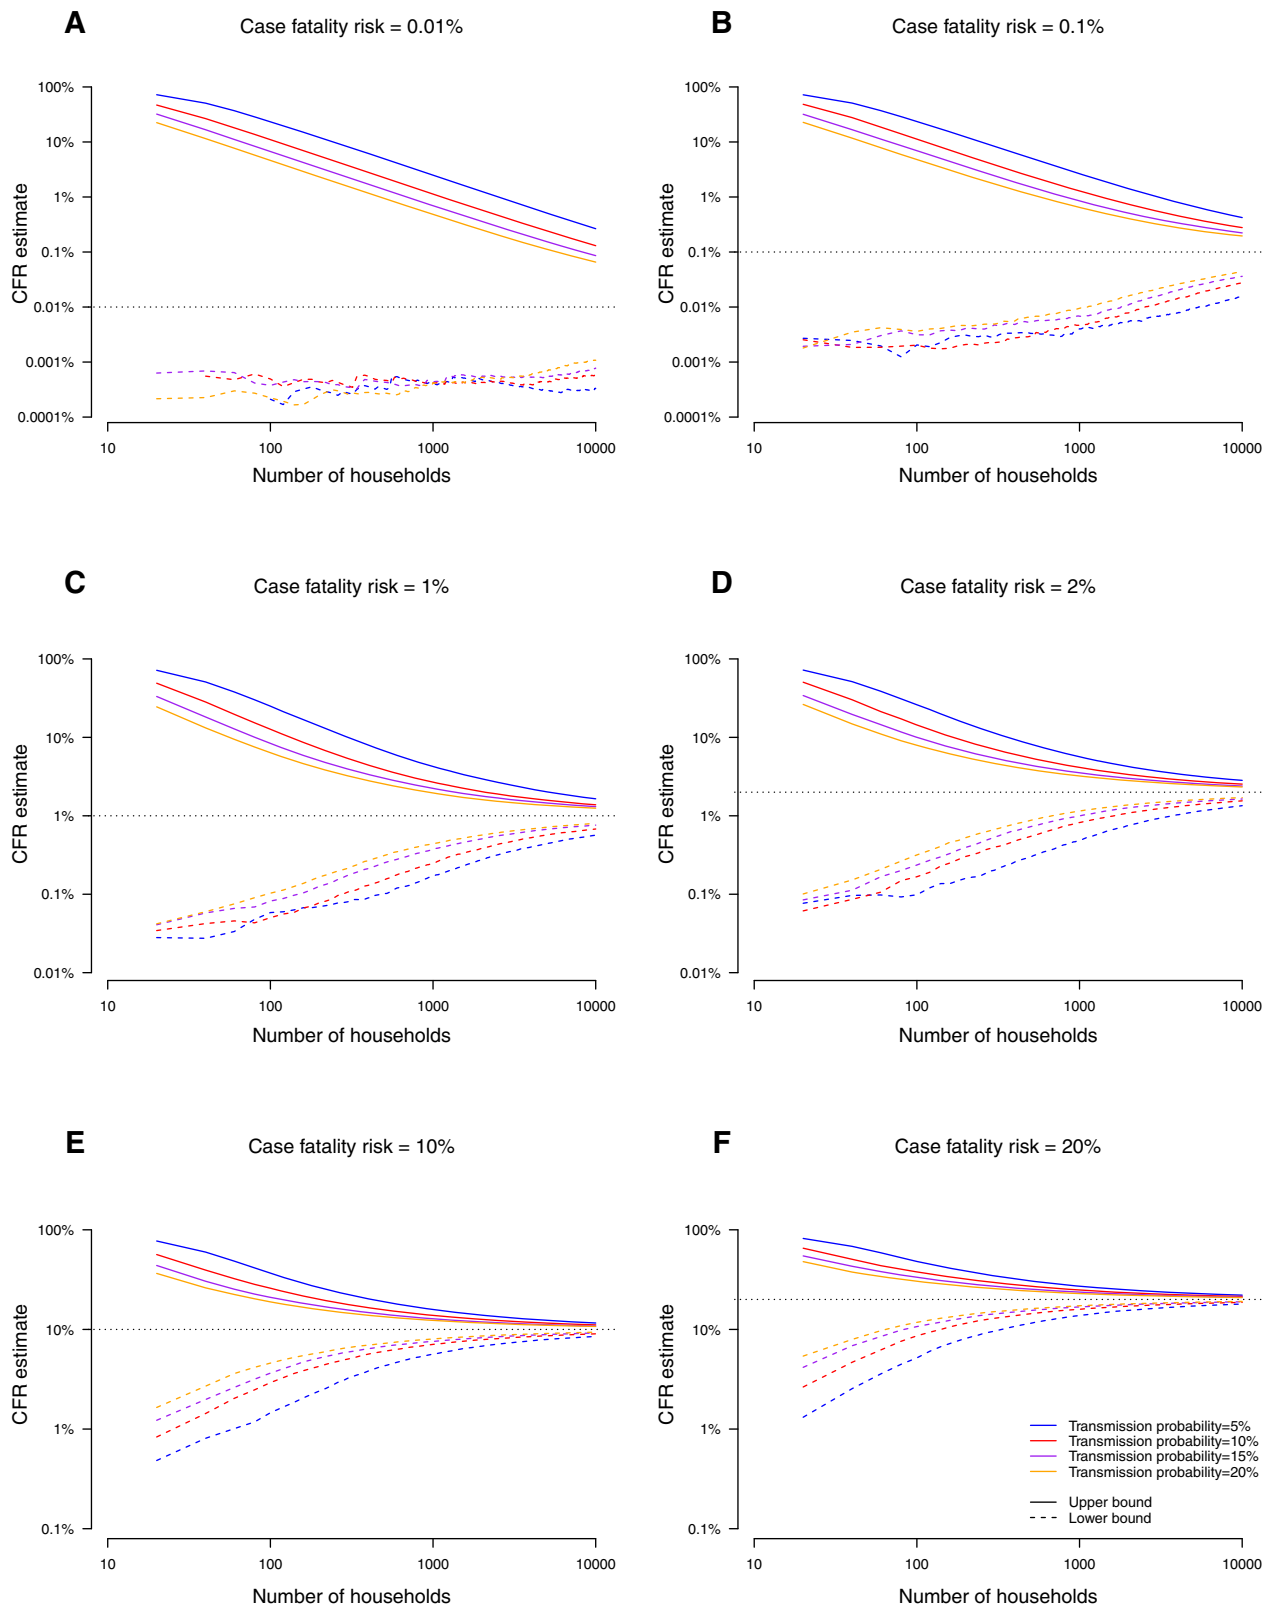 A
Case fatality risk = 0.01%
100%
10%
1%
0.1%
0.01%
0.001%
0.0001%
CFR estimate
10
100
1000
10000
Number of households
B
Case fatality risk = 0.1%
100%
10%
1%
0.1%
0.01%
0.001%
0.0001%
CFR estimate
10
100
1000
10000
Number of households
C
Case fatality risk = 1%
100%
10%
1%
0.1%
0.01%
CFR estimate
10
100
1000
10000
Number of households
D
Case fatality risk = 2%
100%
10%
1%
0.1%
0.01%
CFR estimate
10
100
1000
10000
Number of households
E
Case fatality risk = 10%
100%
10%
1%
0.1%
CFR estimate
10
100
1000
10000
Number of households
F
Case fatality risk = 20%
100%
10%
1%
0.1%
CFR estimate
Transmission probability=5%
Transmission probability=10%
Transmission probability=15%
Transmission probability=20%
Upper bound
Lower bound
10
100
1000
10000
Number of households